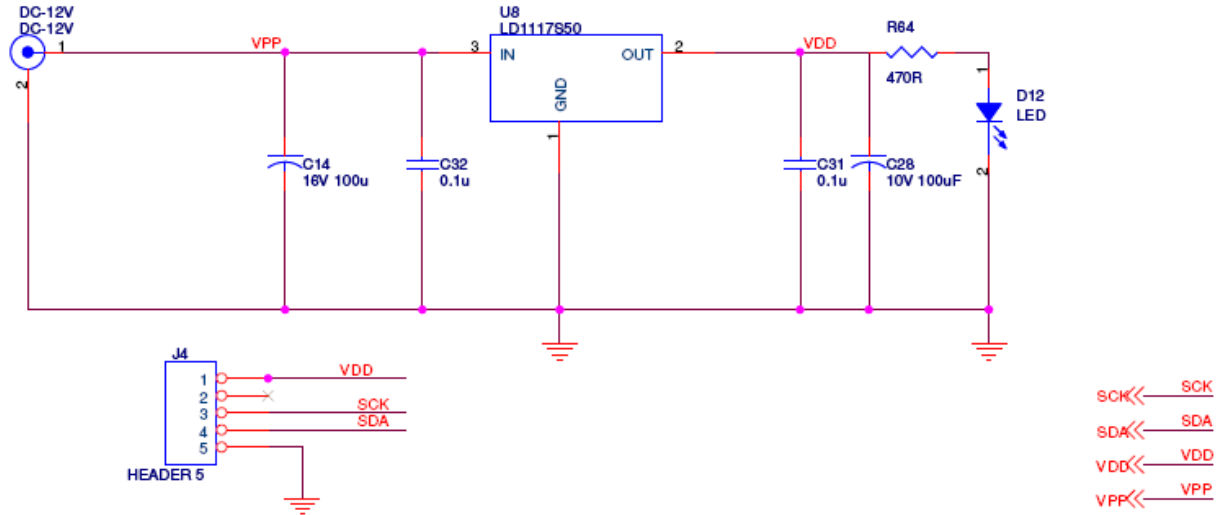 DC-12V
DC-12V
1
2
VPP
C14
16V 100u
C32
0.1u
U8
LD1117S50
3
IN
OUT
2
GND
1
VDD
C31
0.1u
C28
10V 100uF
R64
470R
1
D12
LED
2
J4
1
VDD
2
3
SCK
4
SDA
5
HEADER 5
SCK
SCK
SDA
SDA
VDD
VDD
VPP
VPP